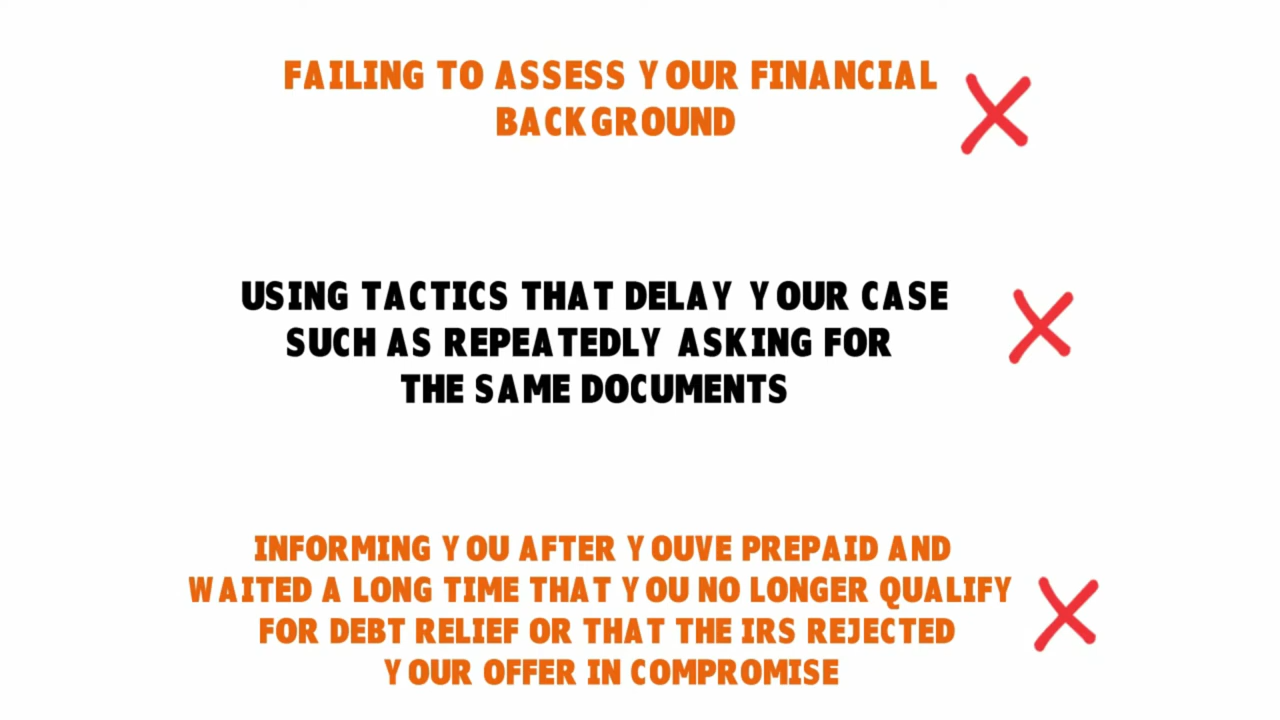 FAILING TO ASSESS YOUR FINANCIAL
BACKGROUND
USING TACTICS THAT DELAY YOUR CASE
SUCH AS REPEATEDLY ASKING FOR
THE SAME DOCUMENTS
INFORMING YOU AFTER YOUVE PREPAID AND
WAITED A LONG TIME THAT YOU NO LONGER QUALIFY
FOR DEBT RELIEF OR THAT THE IRS REJECTED
YOUR OFFER IN COMPROMISE